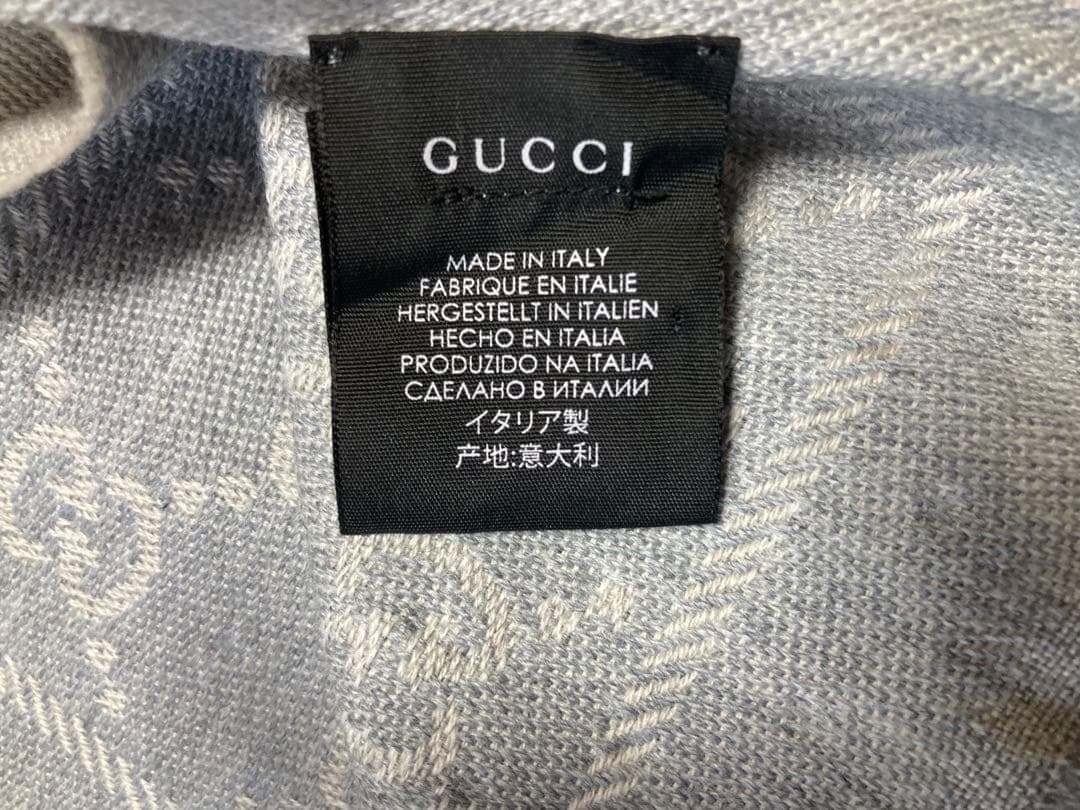 GUCCI
MADE IN ITALY
FABRIQUE EN ITALIE
HERGESTELLT IN ITALIEN
HECHO EN ITALIA
PRODUZIDO NA ITALIA
СДЕЛАНО В ИТАЛИИ
イタリア製
产地:意大利